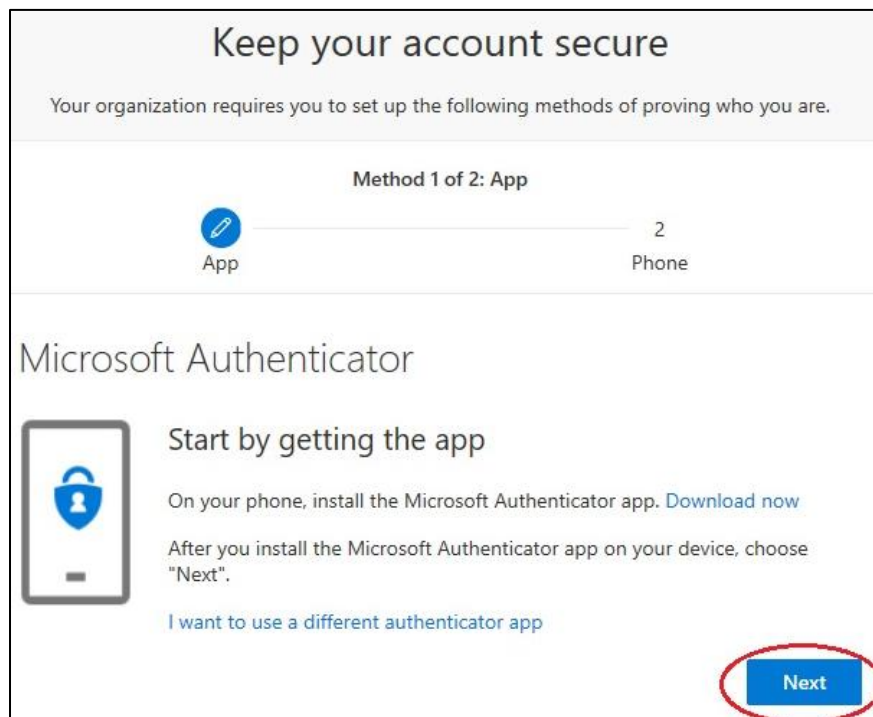 Keep your account secure
Your organization requires you to set up the following methods of proving who you are.
Method 1 of 2: App
2
App
Phone
Microsoft Authenticator
Start by getting the app
On your phone, install the Microsoft Authenticator app. Download now
After you install the Microsoft Authenticator app on your device, choose
"Next".
I want to use a different authenticator app
Next